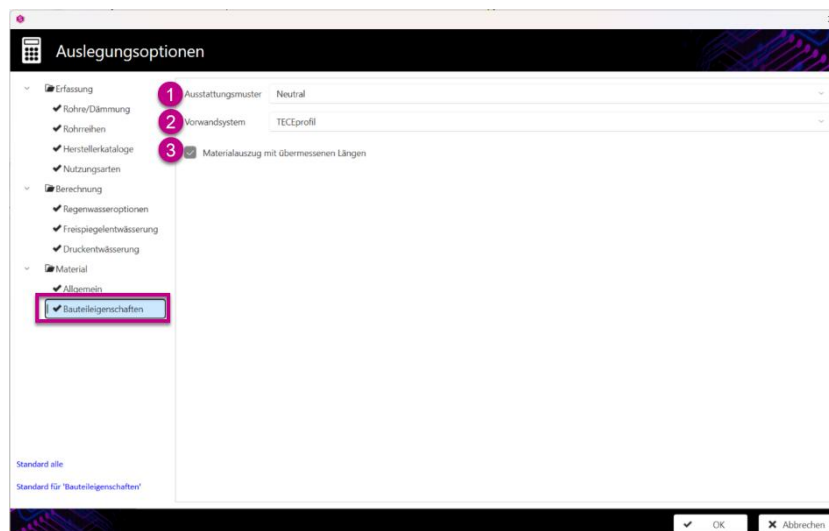 Auslegungsoptionen
Erfassung
Rohre/Dämmung
Rohrreihen
Herstellerkataloge
Nutzungsarten
Berechnung
Regenwasseroptionen
Freispiegelentwässerung
Druckentwässerung
Material
Allgemein
Bauteileigenschaften
1 Ausstattungsmuster Neutral
2 Vorwandsystem TECEprofil
3 Materialauszug mit übermessenen Längen
Standard alle
Standard für 'Bauteileigenschaften'
OK Abbrechen